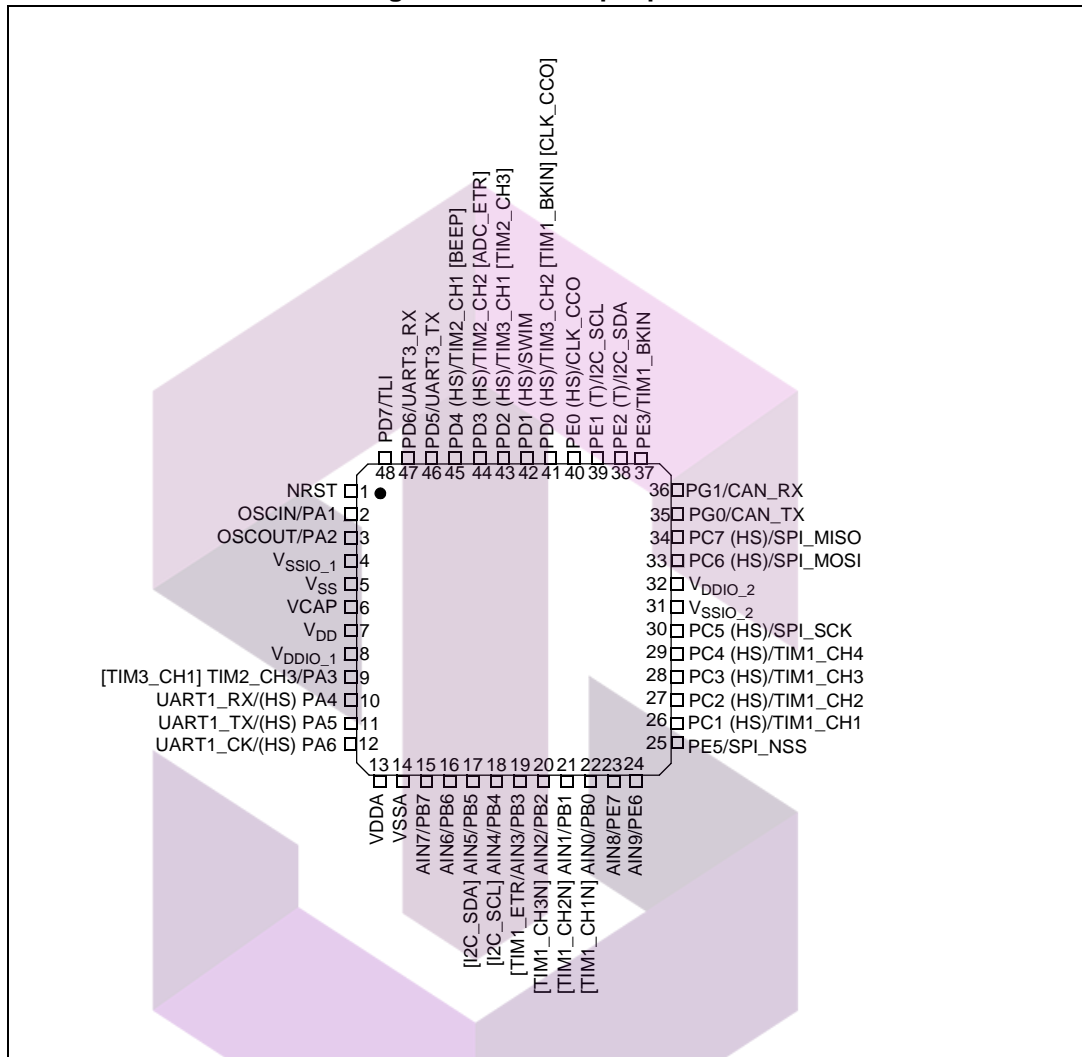 PD7/TLI
PD6/UART3_RX
PD5/UART3_TX
PD4 (HS)/TIM2_CH1 [BEEP]
PD3 (HS)/TIM2_CH2 [ADC_ETR]
PD2 (HS)/TIM3_CH1 [TIM2_CH3]
PD1 (HS)/SWIM
PD0 (HS)/TIM3_CH2 [TIM1_BKIN] [CLK_CCO]
PE0 (HS)/CLK_CCO
PE1 (T)/I2C_SCL
PE2 (T)/I2C_SDA
PE3/TIM1_BKIN
48 47 46 45 44 43 42 41 40 39 38 37
NRST 1
OSCIN/PA1 2
OSCOUT/PA2 3
VSSIO_1 4
VSS 5
VCAP 6
VDD 7
VDDIO_1 8
[TIM3_CH1] TIM2_CH3/PA3 9
UART1_RX/(HS) PA4 10
UART1_TX/(HS) PA5 11
UART1_CK/(HS) PA6 12
36 PG1/CAN_RX
35 PG0/CAN_TX
34 PC7 (HS)/SPI_MISO
33 PC6 (HS)/SPI_MOSI
32 VDDIO_2
31 VSSIO_2
30 PC5 (HS)/SPI_SCK
29 PC4 (HS)/TIM1_CH4
28 PC3 (HS)/TIM1_CH3
27 PC2 (HS)/TIM1_CH2
26 PC1 (HS)/TIM1_CH1
25 PE5/SPI_NSS
13 14 15 16 17 18 19 20 21 22 23 24
VDDA
VSSA
AIN7/PB7
AIN6/PB6
[I2C_SDA] AIN5/PB5
[I2C_SCL] AIN4/PB4
[TIM1_ETR/AIN3/PB3
[TIM1_CH3N] AIN2/PB2
[TIM1_CH2N] AIN1/PB1
[TIM1_CH1N] AIN0/PB0
AIN8/PE7
AIN9/PE6